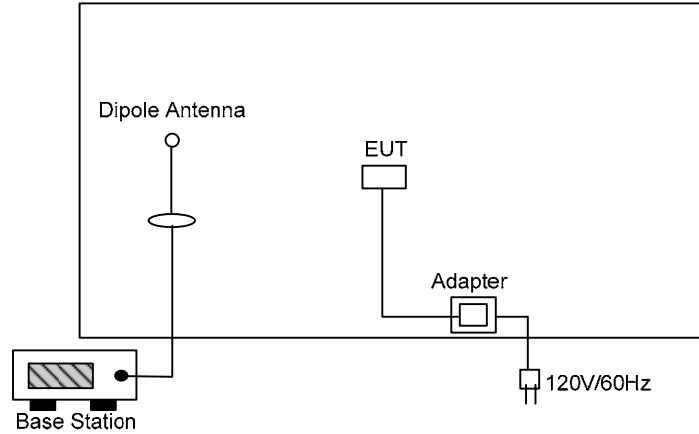 Dipole Antenna
EUT
Adapter
120V/60Hz
Base Station